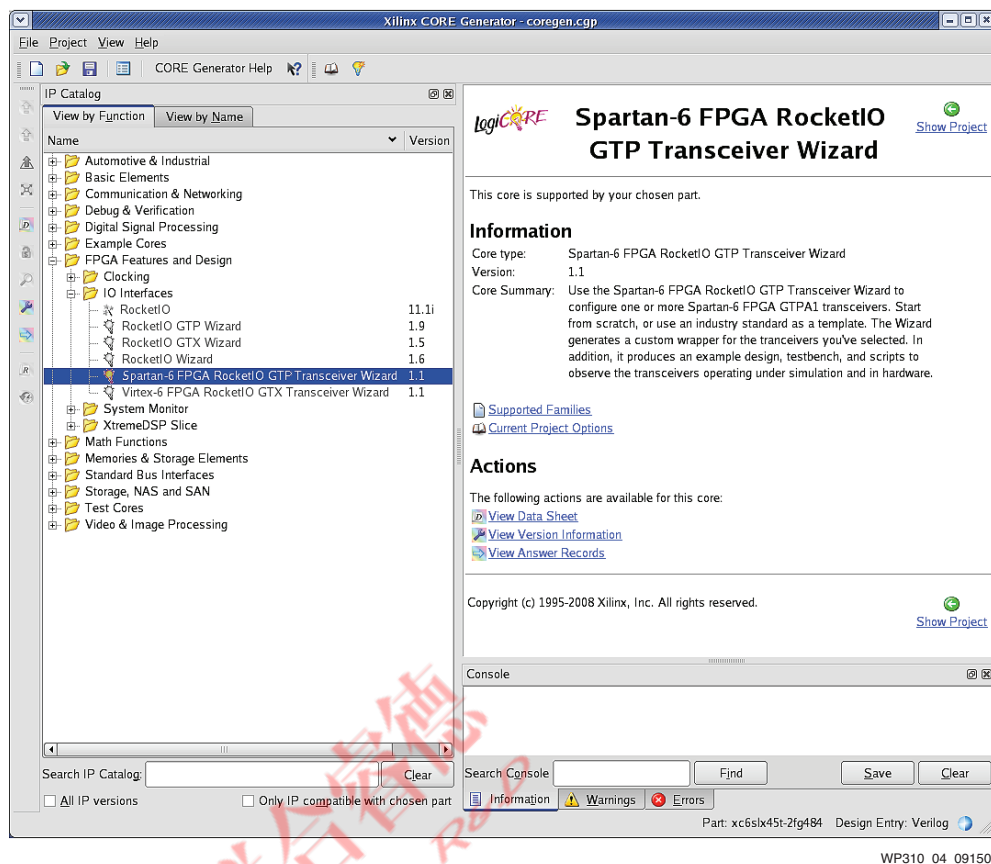 Xilinx CORE Generator - coregen.cgp
File Project View Help
CORE Generator Help
IP Catalog
View by Function View by Name
Name Version
Automotive & Industrial
Basic Elements
Communication & Networking
Debug & Verification
Digital Signal Processing
Example Cores
FPGA Features and Design
Clocking
IO Interfaces
RocketIO 11.1i
RocketIO GTP Wizard 1.9
RocketIO GTX Wizard 1.5
RocketIO Wizard 1.6
Spartan-6 FPGA RocketIO GTP Transceiver Wizard 1.1
Virtex-6 FPGA RocketIO GTX Transceiver Wizard 1.1
System Monitor
XtremeDSP Slice
Math Functions
Memories & Storage Elements
Standard Bus Interfaces
Storage, NAS and SAN
Test Cores
Video & Image Processing
Search IP Catalog: Clear
All IP versions Only IP compatible with chosen part
LogiCORE
Spartan-6 FPGA RocketIO
GTP Transceiver Wizard
Show Project
This core is supported by your chosen part.
Information
Core type: Spartan-6 FPGA RocketIO GTP Transceiver Wizard
Version: 1.1
Core Summary: Use the Spartan-6 FPGA RocketIO GTP Transceiver Wizard to
configure one or more Spartan-6 FPGA GTPA1 transceivers. Start
from scratch, or use an industry standard as a template. The Wizard
generates a custom wrapper for the tranceivers you've selected. In
addition, it produces an example design, testbench, and scripts to
observe the transceivers operating under simulation and in hardware.
Supported Families
Current Project Options
Actions
The following actions are available for this core:
View Data Sheet
View Version Information
View Answer Records
Copyright (c) 1995-2008 Xilinx, Inc. All rights reserved.
Show Project
Console
Search Console Find Save Clear
Information Warnings Errors
Part: xc6slx45t-2fg484 Design Entry: Verilog
合睿德
R&D
WP310_04_09150